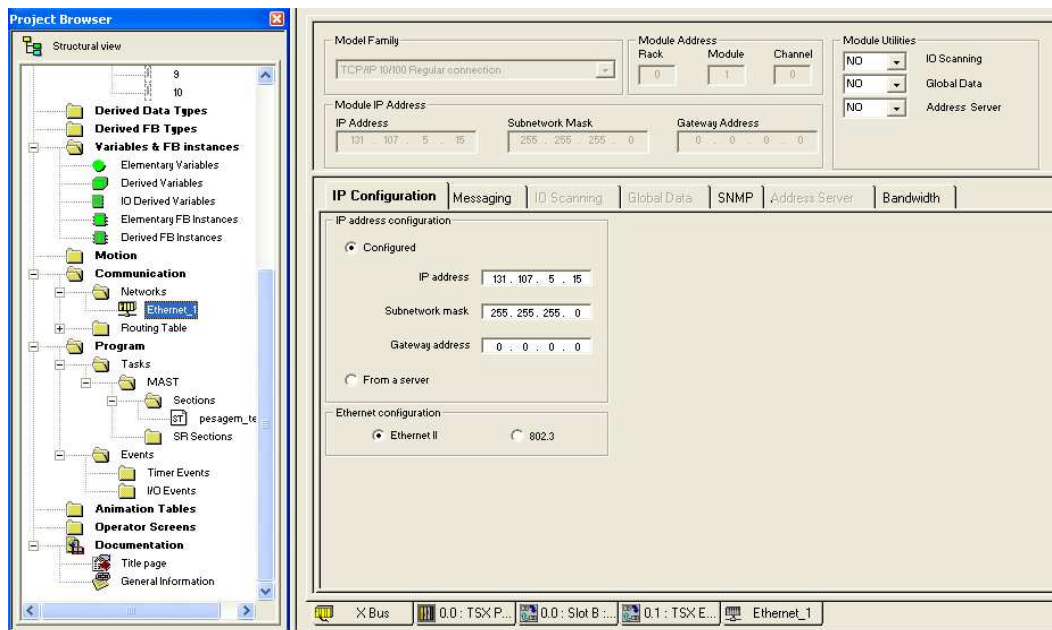 Project Browser
Structural view
9
10
Derived Data Types
Derived FB Types
Variables & FB instances
Elementary Variables
Derived Variables
IO Derived Variables
Elementary FB Instances
Derived FB Instances
Motion
Communication
Networks
Ethernet_1
Routing Table
Program
Tasks
MAST
Sections
ST pesagem_te
SR Sections
Events
Timer Events
I/O Events
Animation Tables
Operator Screens
Documentation
Title page
General Information
Model Family
TCP/IP 10/100 Regular connection
Module Address
Rack Module Channel
0 1 0
Module Utilities
NO IO Scanning
NO Global Data
NO Address Server
Module IP Address
IP Address Subnetwork Mask Gateway Address
131 . 107 . 5 . 15 255 . 255 . 255 . 0 0 . 0 . 0 . 0
IP Configuration Messaging IO Scanning Global Data SNMP Address Server Bandwidth
IP address configuration
Configured
IP address 131 . 107 . 5 . 15
Subnetwork mask 255 . 255 . 255 . 0
Gateway address 0 . 0 . 0 . 0
From a server
Ethernet configuration
Ethernet II 802.3
X Bus 0.0 : TSX P... 0.0 : Slot B :... 0.1 : TSX E... Ethernet_1